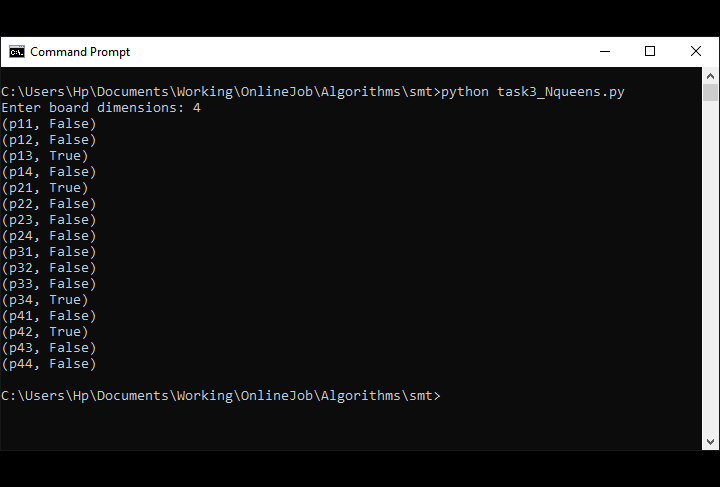 Command Prompt
C:\Users\Hp\Documents\Working\OnlineJob\Algorithms\smt>python task3_Nqueens.py
Enter board dimensions: 4
(p11, False)
(p12, False)
(p13, True)
(p14, False)
(p21, True)
(p22, False)
(p23, False)
(p24, False)
(p31, False)
(p32, False)
(p33, False)
(p34, True)
(p41, False)
(p42, True)
(p43, False)
(p44, False)
C:\Users\Hp\Documents\Working\OnlineJob\Algorithms\smt>